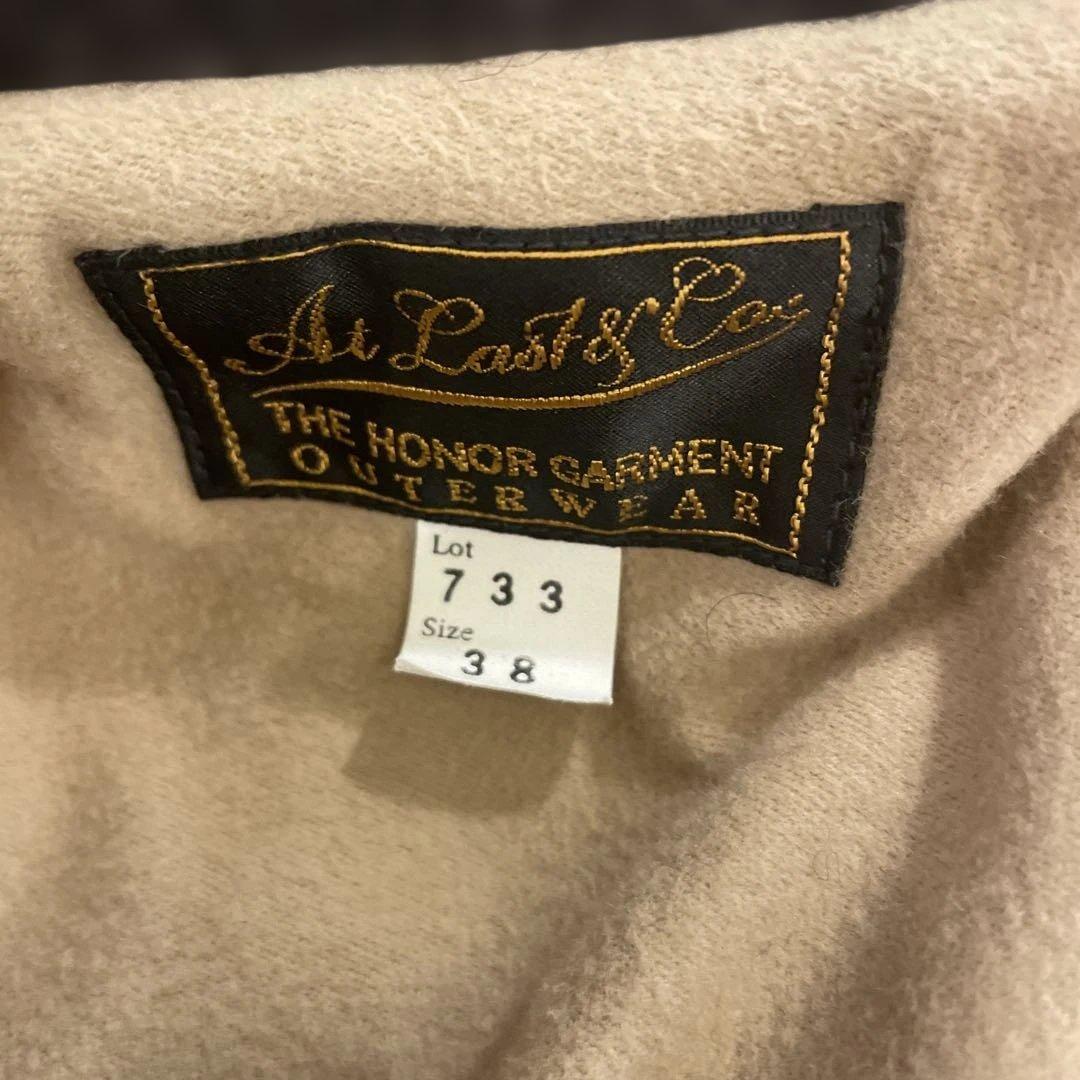 At Last & Co
THE HONOR GARMENT
OUTERWEAR
Lot
733
Size
38